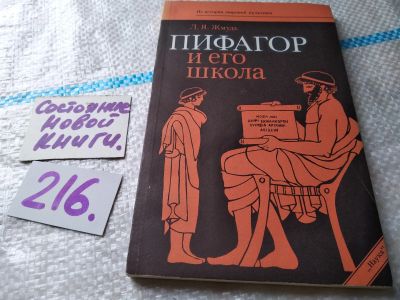 Из истории мировой культуры
Л. Я. Жмудь
ПИФАГОР
И ЕГО
ШКОЛА
"Наука"
Состояние
новой
книги.
216.